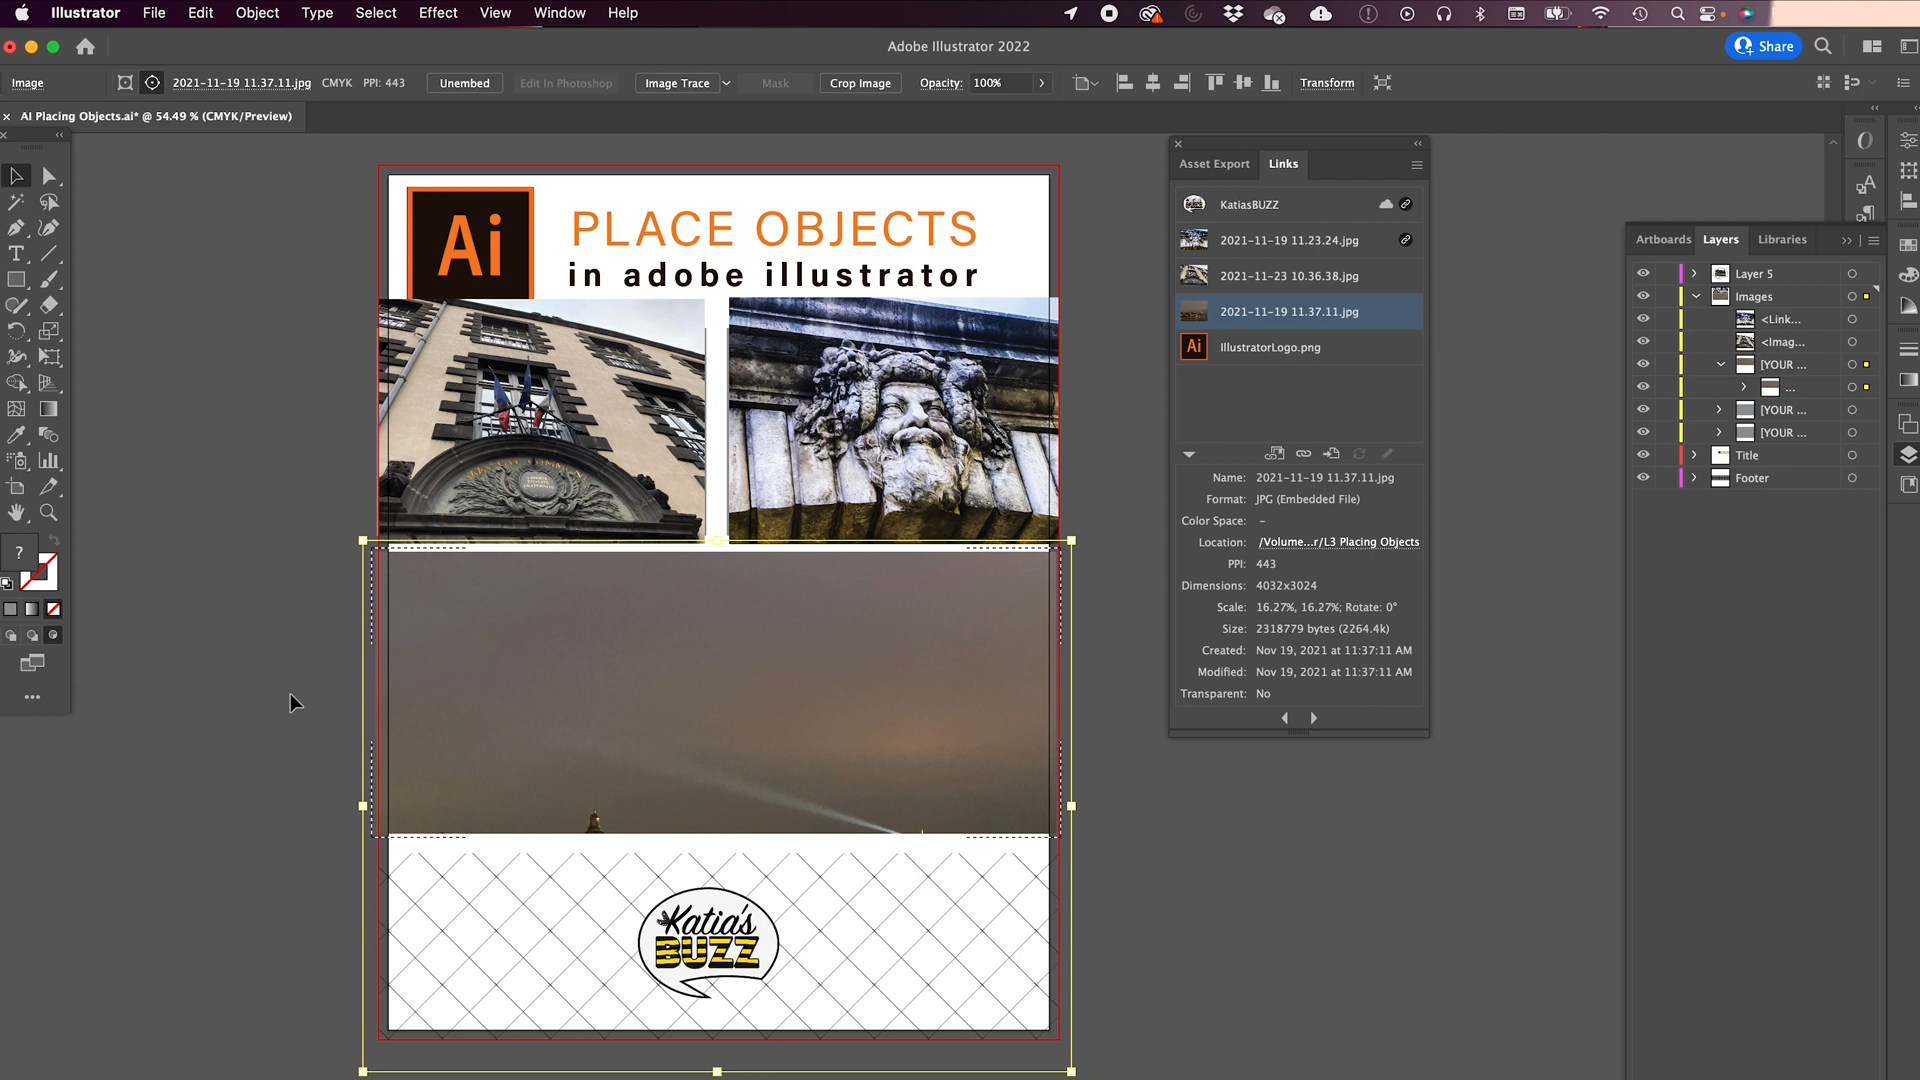 Illustrator File Edit Object Type Select Effect View Window Help
Adobe Illustrator 2022
Share
Image 2021-11-19 11.37.11.jpg CMYK PPI: 443 Unembed Edit In Photoshop Image Trace Mask Crop Image Opacity: 100% Transform
AI Placing Objects.ai* @ 54.49 % (CMYK/Preview)
Ai
PLACE OBJECTS
in adobe illustrator
Katia's
BUZZ
Asset Export Links
KatiasBUZZ
2021-11-19 11.23.24.jpg
2021-11-23 10.36.38.jpg
2021-11-19 11.37.11.jpg
Ai IllustratorLogo.png
Name: 2021-11-19 11.37.11.jpg
Format: JPG (Embedded File)
Color Space: –
Location: /Volume...r/L3 Placing Objects
PPI: 443
Dimensions: 4032x3024
Scale: 16.27%, 16.27%; Rotate: 0°
Size: 2318779 bytes (2264.4k)
Created: Nov 19, 2021 at 11:37:11 AM
Modified: Nov 19, 2021 at 11:37:11 AM
Transparent: No
Artboards Layers Libraries
Layer 5
Images
<Link...
<Imag...
[YOUR ...
...
[YOUR ...
[YOUR ...
Title
Footer
?